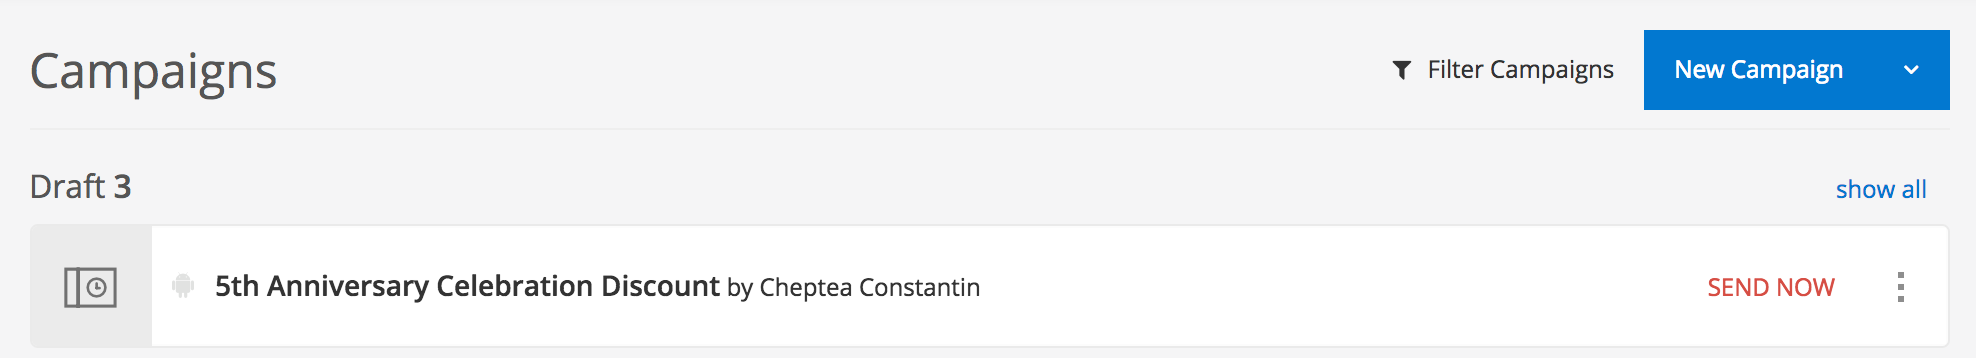 Campaigns
Filter Campaigns
New Campaign
Draft 3
show all
5th Anniversary Celebration Discount by Cheptea Constantin
SEND NOW